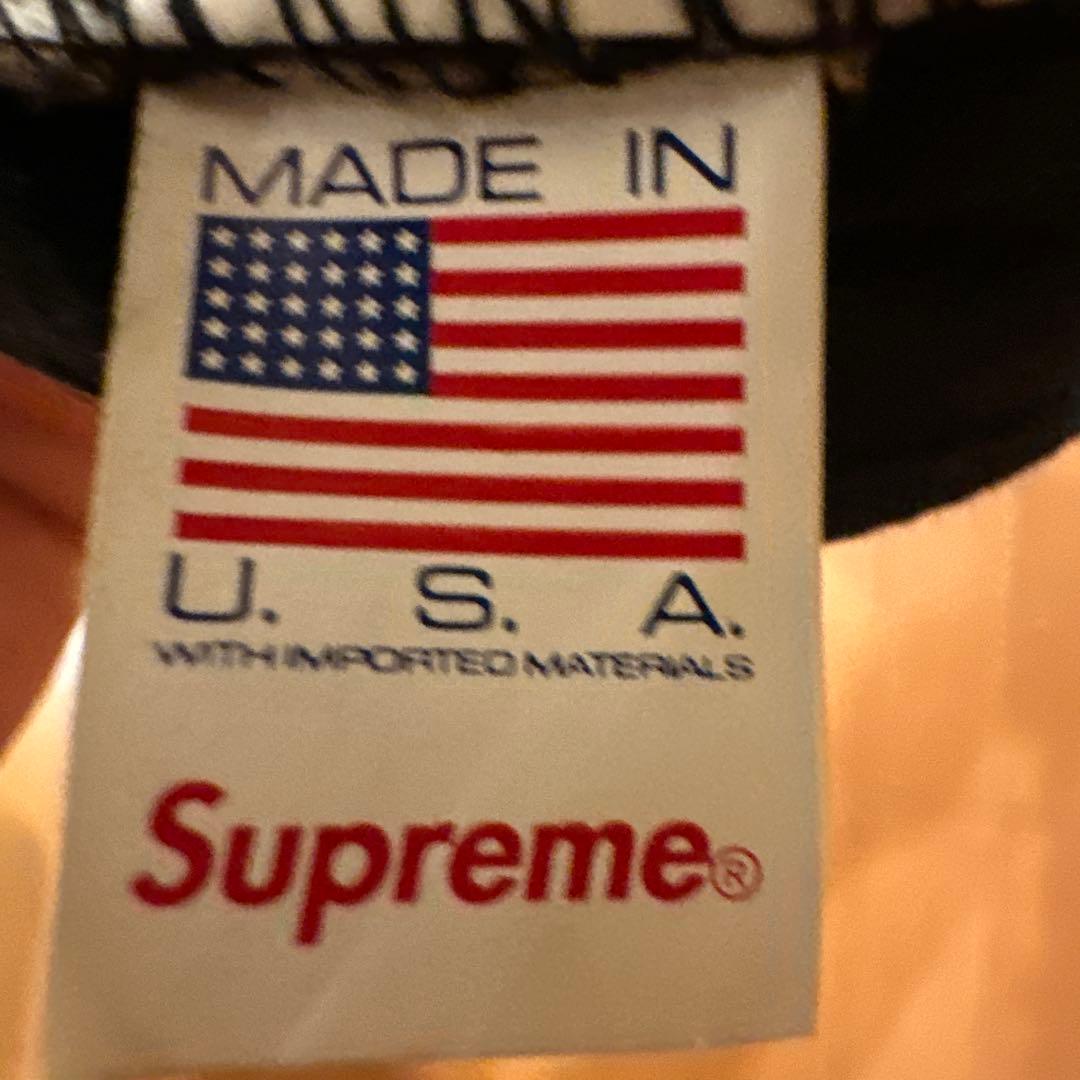 MADE IN
U. S. A.
WITH IMPORTED MATERIALS
Supreme®